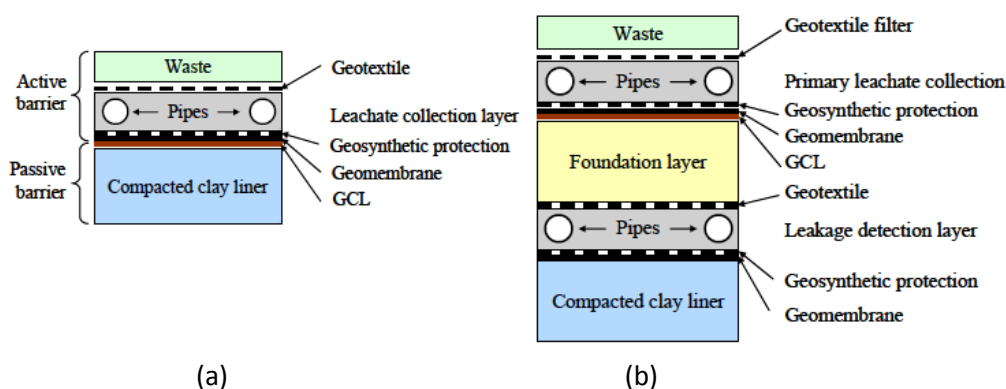 Active
barrier
Passive
barrier
Waste
Pipes
Compacted clay liner
Geotextile
Leachate collection layer
Geosynthetic protection
Geomembrane
GCL
(a)
Waste
Pipes
Foundation layer
Pipes
Compacted clay liner
Geotextile filter
Primary leachate collection
Geosynthetic protection
Geomembrane
GCL
Geotextile
Leakage detection layer
Geosynthetic protection
Geomembrane
(b)